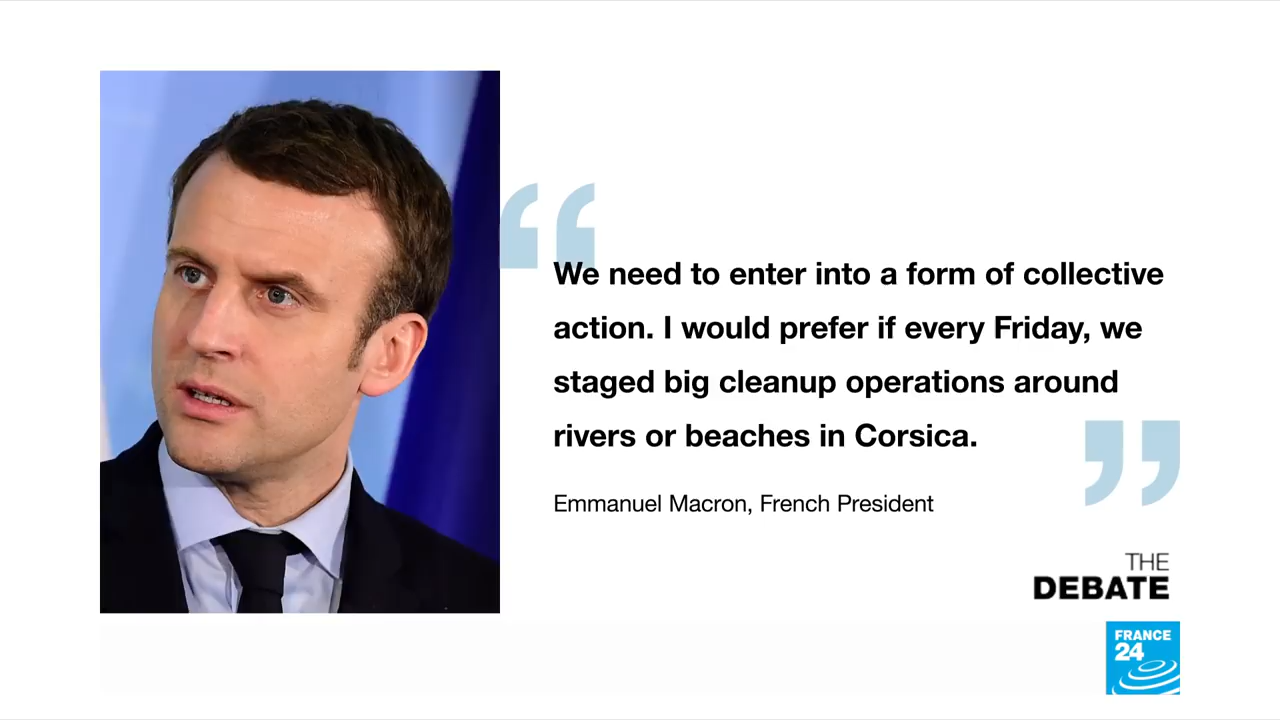 We need to enter into a form of collective
action. I would prefer if every Friday, we
staged big cleanup operations around
rivers or beaches in Corsica.
Emmanuel Macron, French President
THE
DEBATE
FRANCE
24